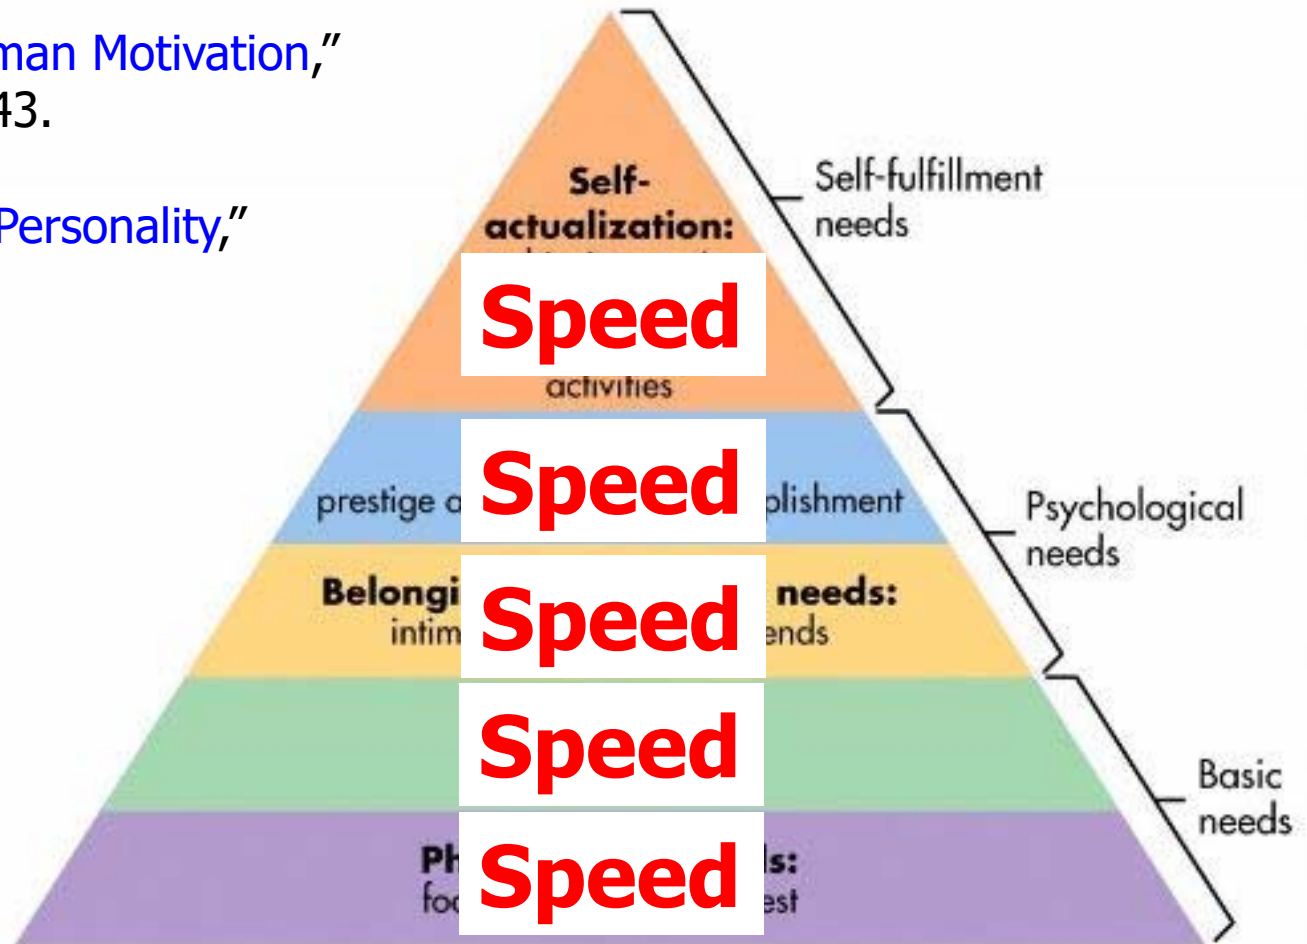 man Motivation,”
43.
Personality,”
Self-
actualization:
Speed
activities
Self-fulfillment
needs
prestige a
Speed
plishment
Psychological
needs
Belongi
Speed
needs:
intim
ends
Speed
Basic
needs
Ph
Speed
ls:
foo
est